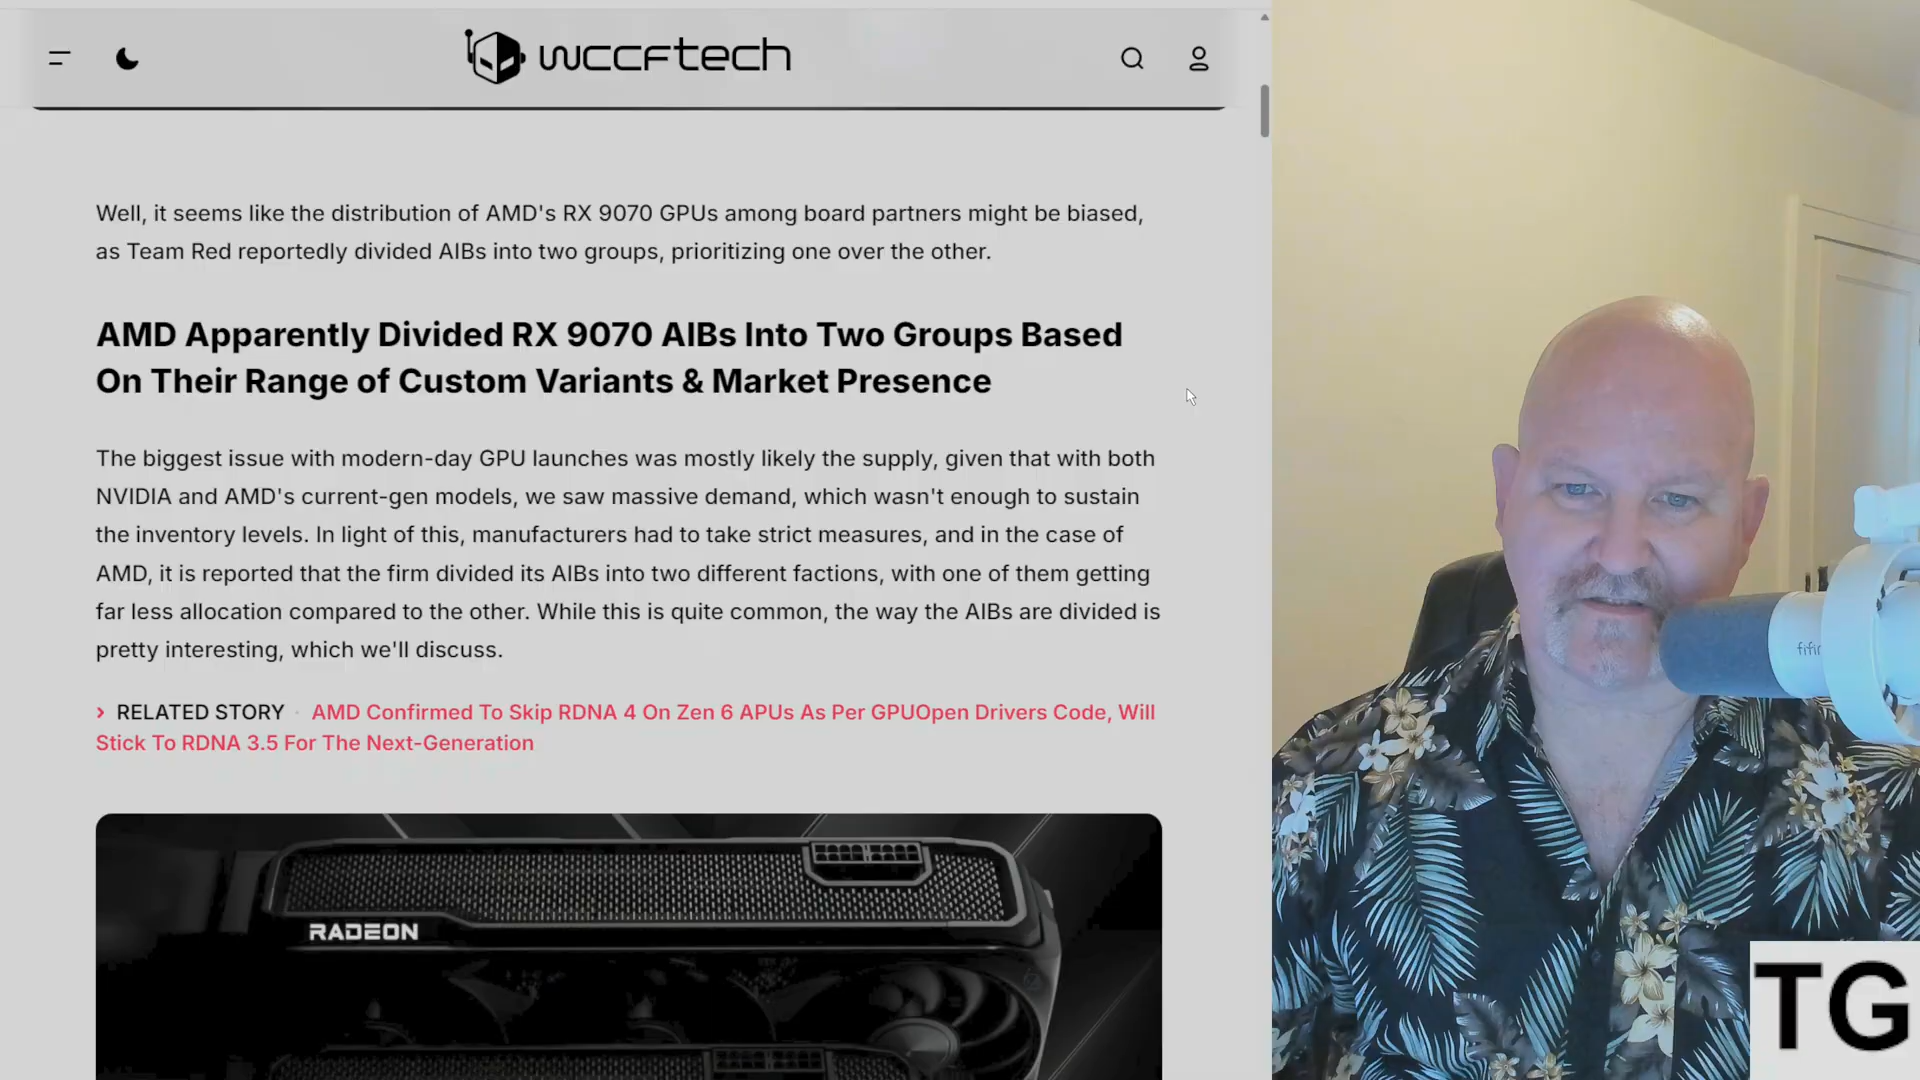 wccftech
Well, it seems like the distribution of AMD's RX 9070 GPUs among board partners might be biased,
as Team Red reportedly divided AIBs into two groups, prioritizing one over the other.
AMD Apparently Divided RX 9070 AIBs Into Two Groups Based
On Their Range of Custom Variants & Market Presence
The biggest issue with modern-day GPU launches was mostly likely the supply, given that with both
NVIDIA and AMD's current-gen models, we saw massive demand, which wasn't enough to sustain
the inventory levels. In light of this, manufacturers had to take strict measures, and in the case of
AMD, it is reported that the firm divided its AIBs into two different factions, with one of them getting
far less allocation compared to the other. While this is quite common, the way the AIBs are divided is
pretty interesting, which we'll discuss.
RELATED STORY · AMD Confirmed To Skip RDNA 4 On Zen 6 APUs As Per GPUOpen Drivers Code, Will
Stick To RDNA 3.5 For The Next-Generation
RADEON
TG